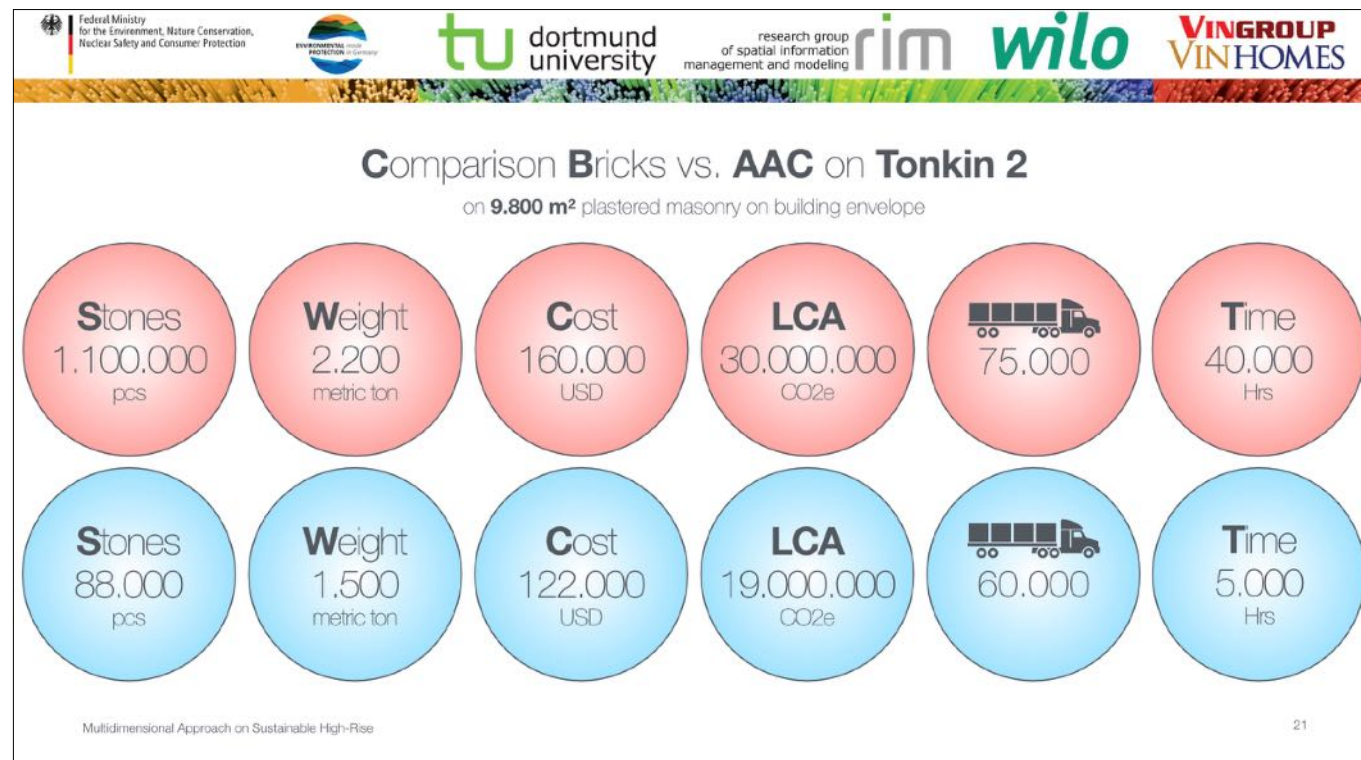 Federal Ministry
for the Environment, Nature Conservation,
Nuclear Safety and Consumer Protection
ENVIRONMENTAL made
PROTECTION in Germany
tu dortmund
university
research group
of spatial information
management and modeling
rim
wilo
VINGROUP
VINHOMES
Comparison Bricks vs. AAC on Tonkin 2
on 9.800 m² plastered masonry on building envelope
Stones
1.100.000
pcs
Weight
2.200
metric ton
Cost
160.000
USD
LCA
30.000.000
CO2e
75.000
Time
40.000
Hrs
Stones
88.000
pcs
Weight
1.500
metric ton
Cost
122.000
USD
LCA
19.000.000
CO2e
60.000
Time
5.000
Hrs
Multidimensional Approach on Sustainable High-Rise
21